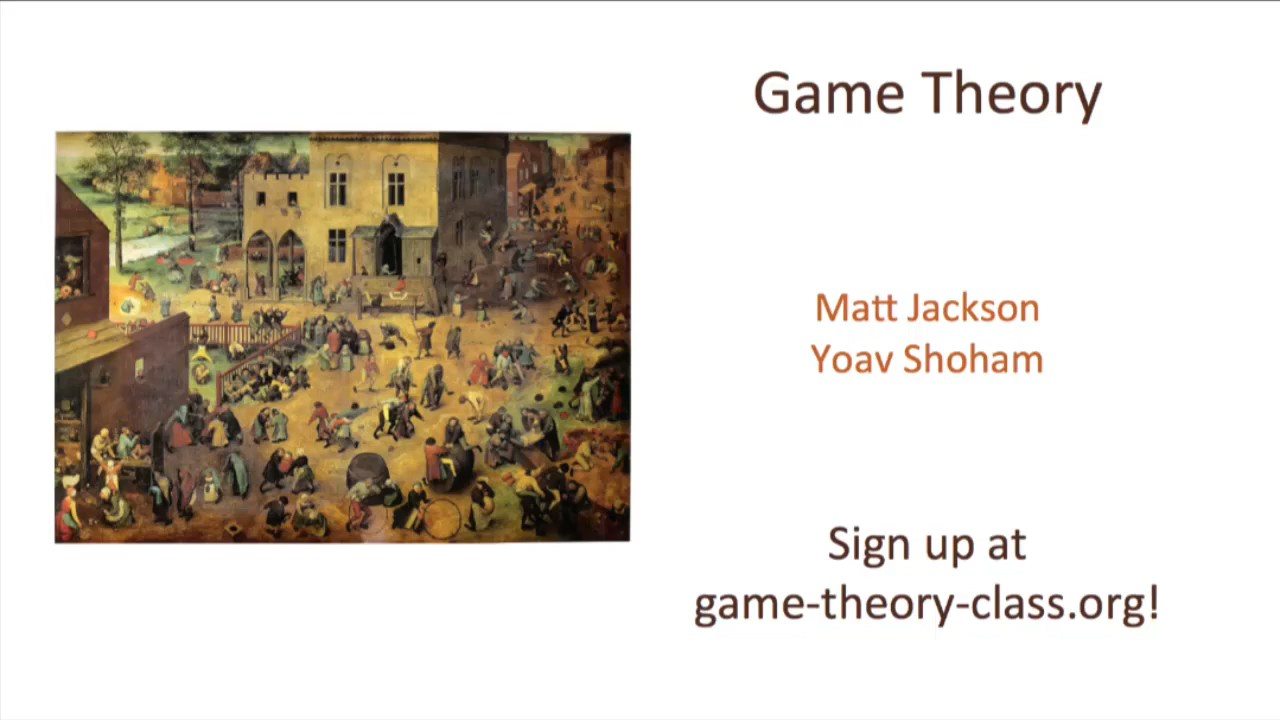 Game Theory
Matt Jackson
Yoav Shoham
Sign up at
game-theory-class.org!